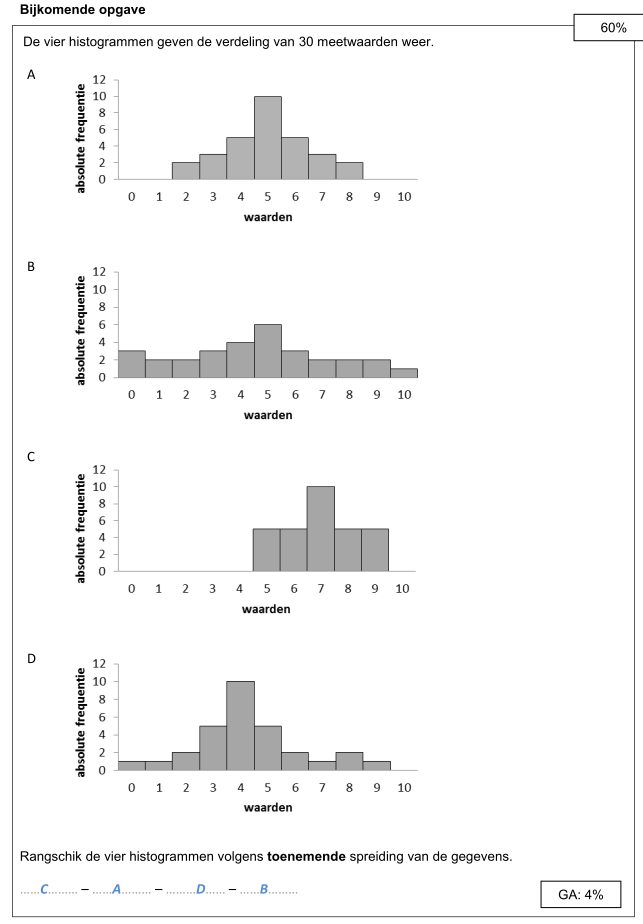 Bijkomende opgave
60%
De vier histogrammen geven de verdeling van 30 meetwaarden weer.
A
absolute frequentie
12
10
8
6
4
2
0
0 1 2 3 4 5 6 7 8 9 10
waarden
B
absolute frequentie
12
10
8
6
4
2
0
0 1 2 3 4 5 6 7 8 9 10
waarden
C
absolute frequentie
12
10
8
6
4
2
0
0 1 2 3 4 5 6 7 8 9 10
waarden
D
absolute frequentie
12
10
8
6
4
2
0
0 1 2 3 4 5 6 7 8 9 10
waarden
Rangschik de vier histogrammen volgens toenemende spreiding van de gegevens.
......C......... – ......A......... – .........D...... – ......B.........
GA: 4%